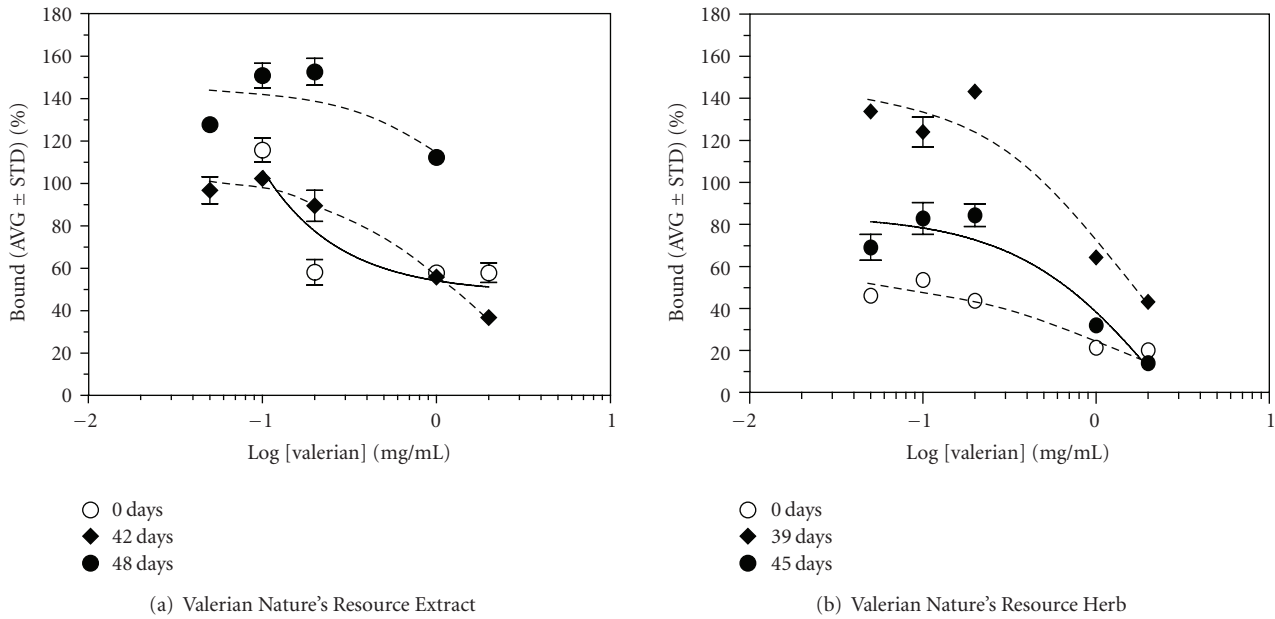 180
160
140
120
100
80
60
40
20
0
Bound (AVG ± STD) (%)
−2
−1
0
1
Log [valerian] (mg/mL)
0 days
42 days
48 days
(a) Valerian Nature's Resource Extract
180
160
140
120
100
80
60
40
20
0
Bound (AVG ± STD) (%)
−2
−1
0
1
Log [valerian] (mg/mL)
0 days
39 days
45 days
(b) Valerian Nature's Resource Herb